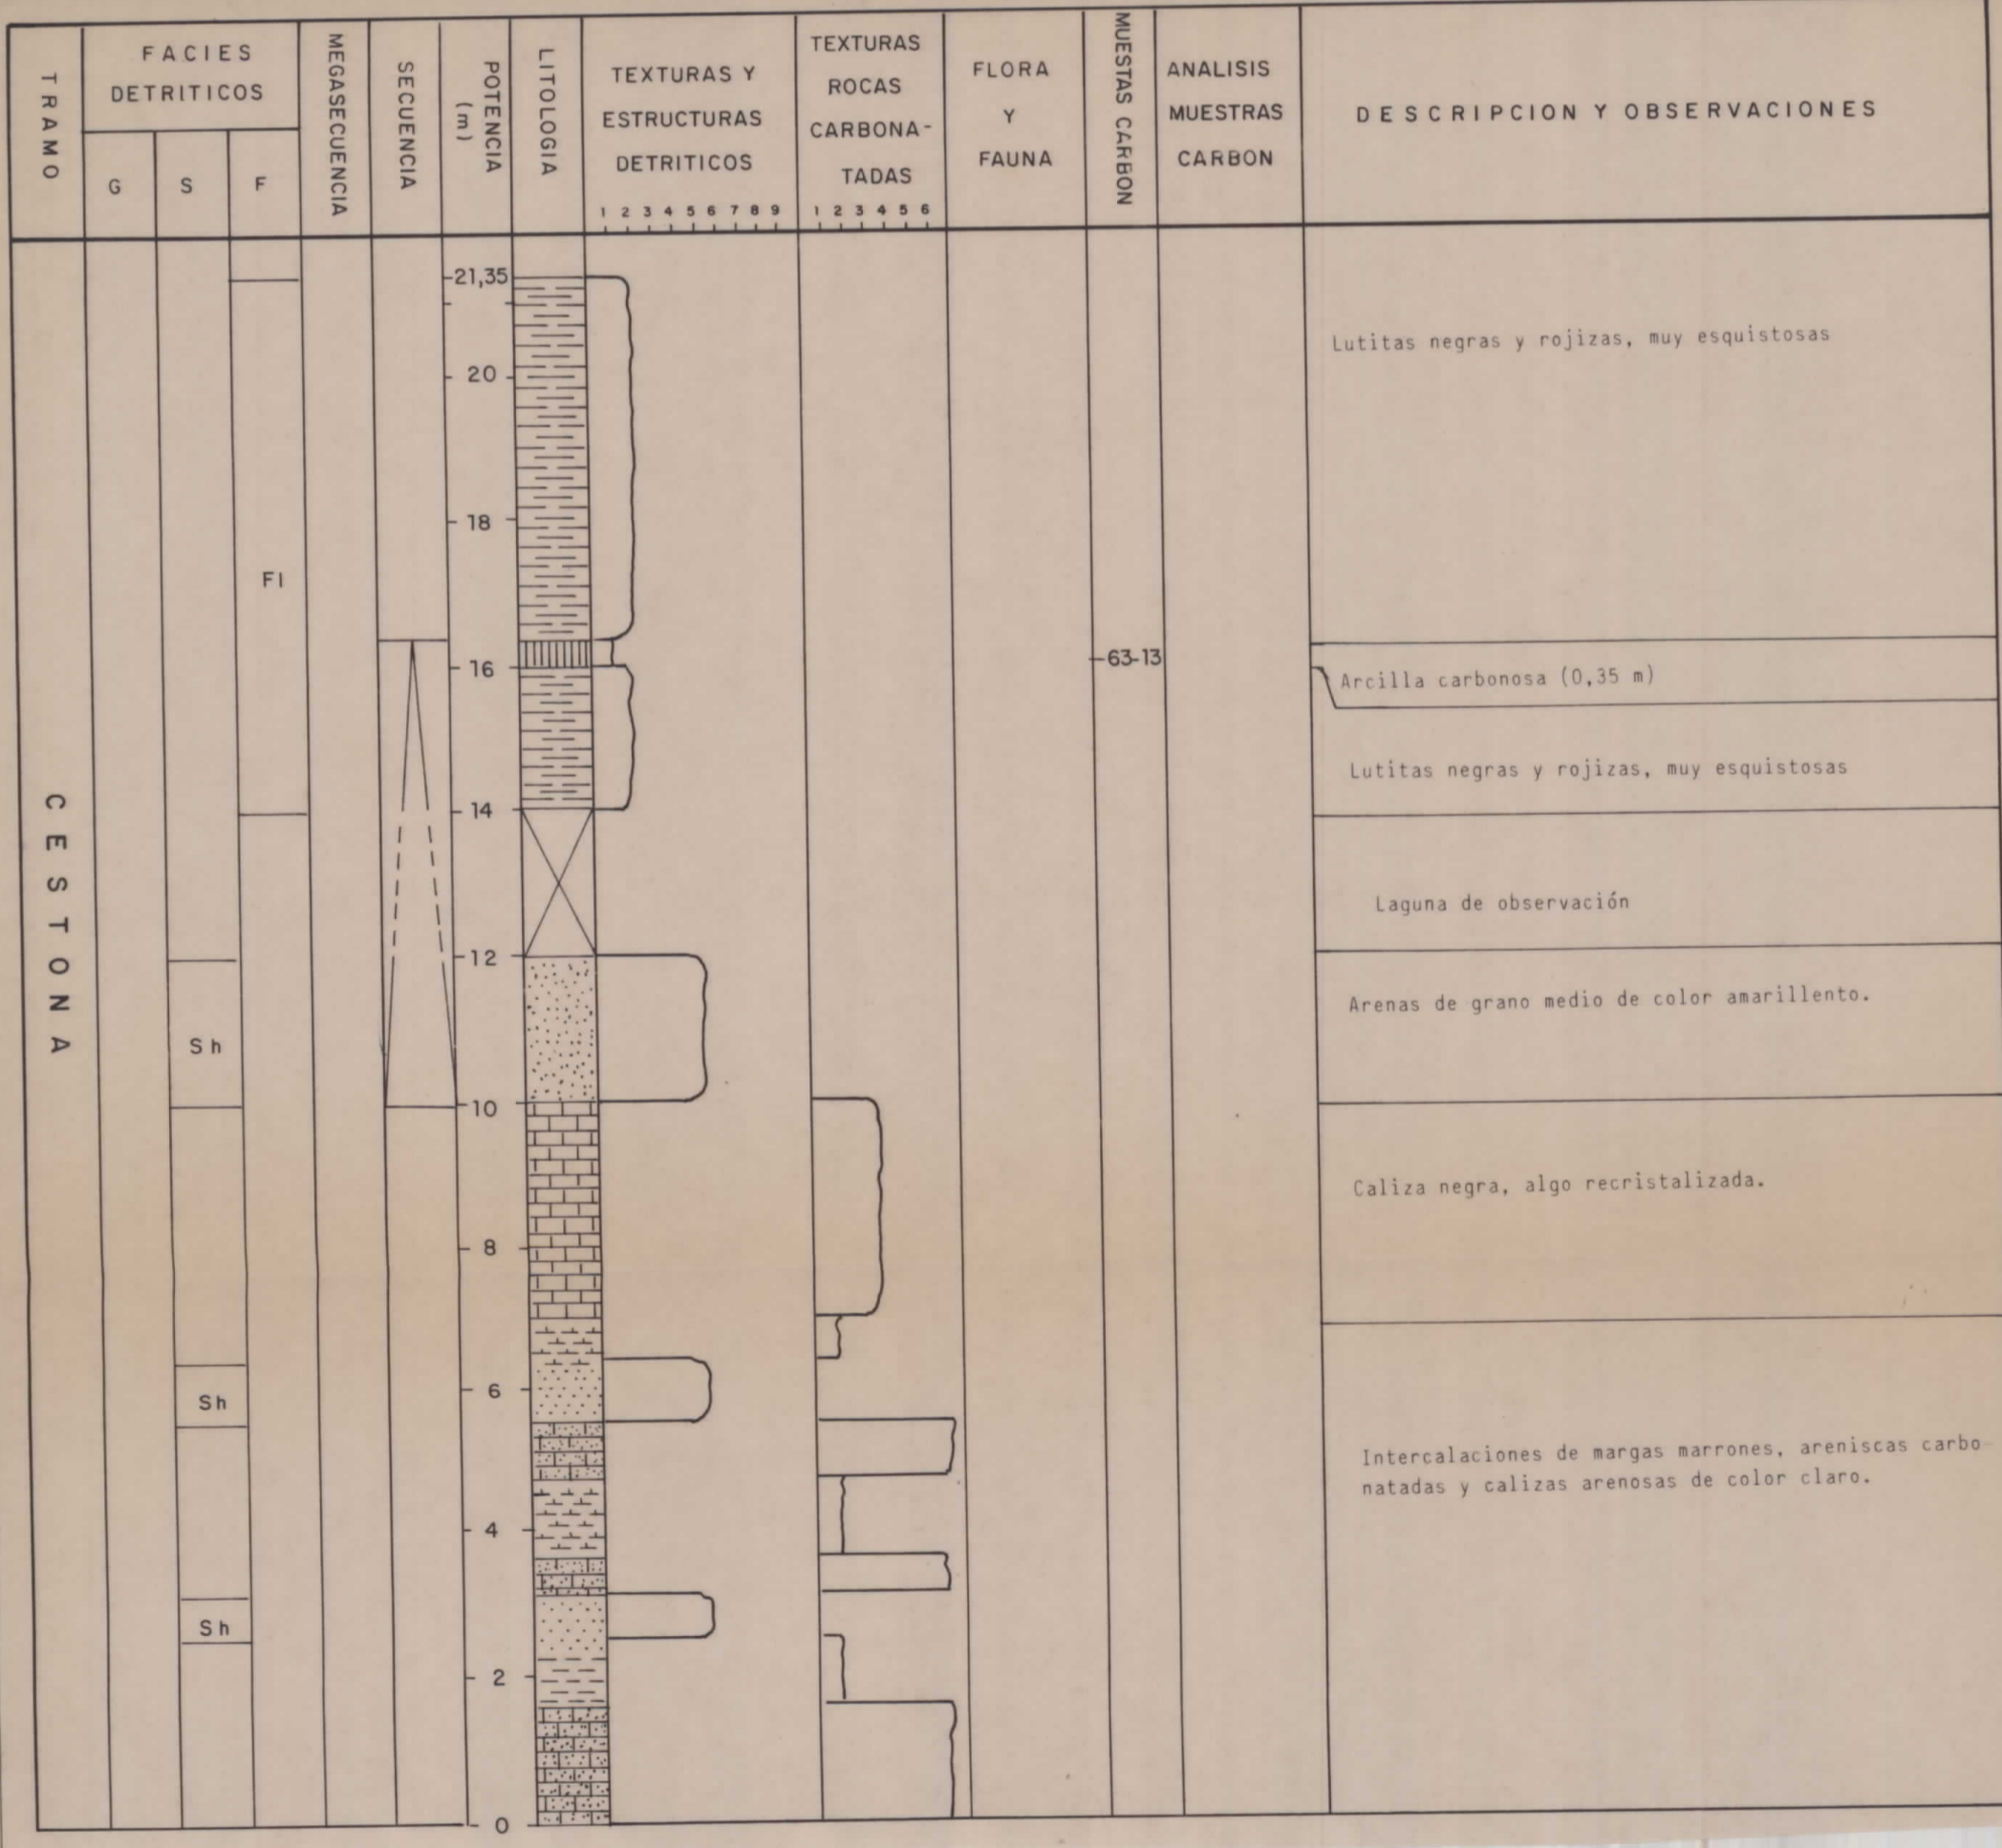 TRAMO
FACIES
DETRITICOS
G
S
F
MEGASECUENCIA
SECUENCIA
POTENCIA
(m)
LITOLOGIA
TEXTURAS Y
ESTRUCTURAS
DETRITICOS
1 2 3 4 5 6 7 8 9
TEXTURAS
ROCAS
CARBONA-
TADAS
1 2 3 4 5 6
FLORA
Y
FAUNA
MUESTAS CARBON
ANALISIS
MUESTRAS
CARBON
DESCRIPCION Y OBSERVACIONES
CESTONA
Fl
Sh
Sh
Sh
21,35
20
18
16
14
12
10
8
6
4
2
0
63-13
Lutitas negras y rojizas, muy esquistosas
Arcilla carbonosa (0,35 m)
Lutitas negras y rojizas, muy esquistosas
Laguna de observación
Arenas de grano medio de color amarillento.
Caliza negra, algo recristalizada.
Intercalaciones de margas marrones, areniscas carbo-
natadas y calizas arenosas de color claro.